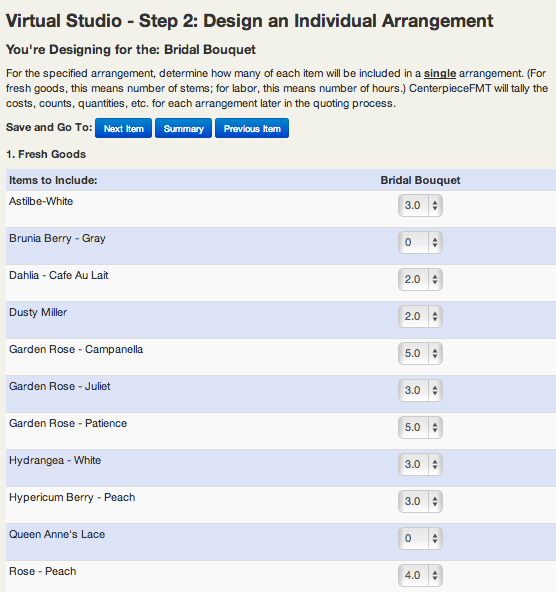 Virtual Studio - Step 2: Design an Individual Arrangement
You're Designing for the: Bridal Bouquet
For the specified arrangement, determine how many of each item will be included in a single arrangement. (For
fresh goods, this means number of stems; for labor, this means number of hours.) CenterpieceFMT will tally the
costs, counts, quantities, etc. for each arrangement later in the quoting process.
Save and Go To: Next Item Summary Previous Item
1. Fresh Goods
Items to Include: Bridal Bouquet
Astilbe-White 3.0
Brunia Berry - Gray 0
Dahlia - Cafe Au Lait 2.0
Dusty Miller 2.0
Garden Rose - Campanella 5.0
Garden Rose - Juliet 3.0
Garden Rose - Patience 5.0
Hydrangea - White 3.0
Hypericum Berry - Peach 3.0
Queen Anne's Lace 0
Rose - Peach 4.0